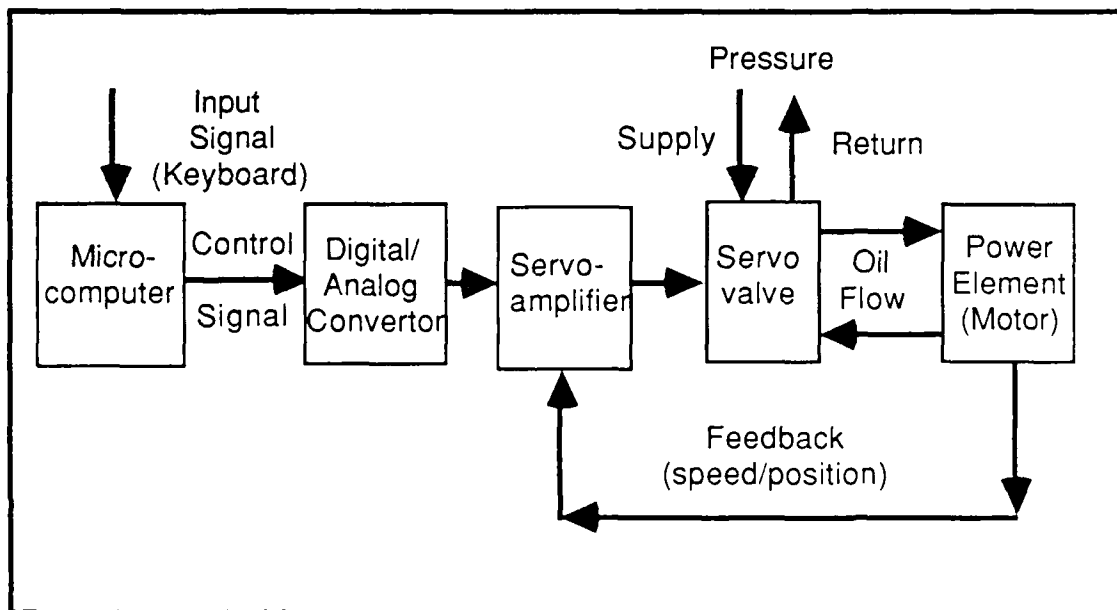 Pressure
Input
Signal
(Keyboard)
Supply
Return
Micro-
computer
Control
Signal
Digital/
Analog
Convertor
Servo-
amplifier
Servo
valve
Oil
Flow
Power
Element
(Motor)
Feedback
(speed/position)